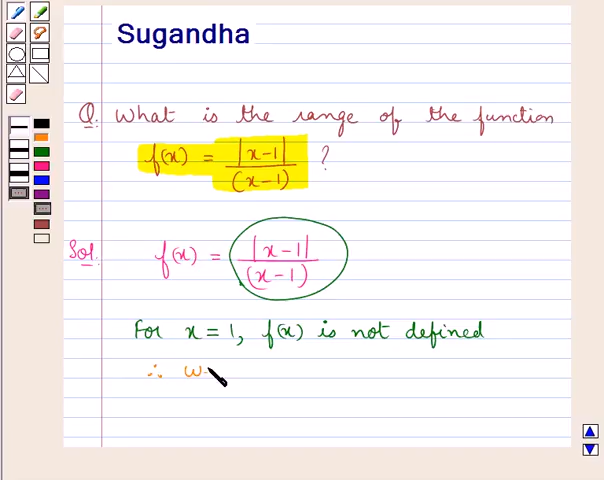 Sugandha
Q. What is the range of the function
f(x) = |x-1| / (x-1) ?
Sol. f(x) = |x-1| / (x-1)
For x = 1, f(x) is not defined
∴ w